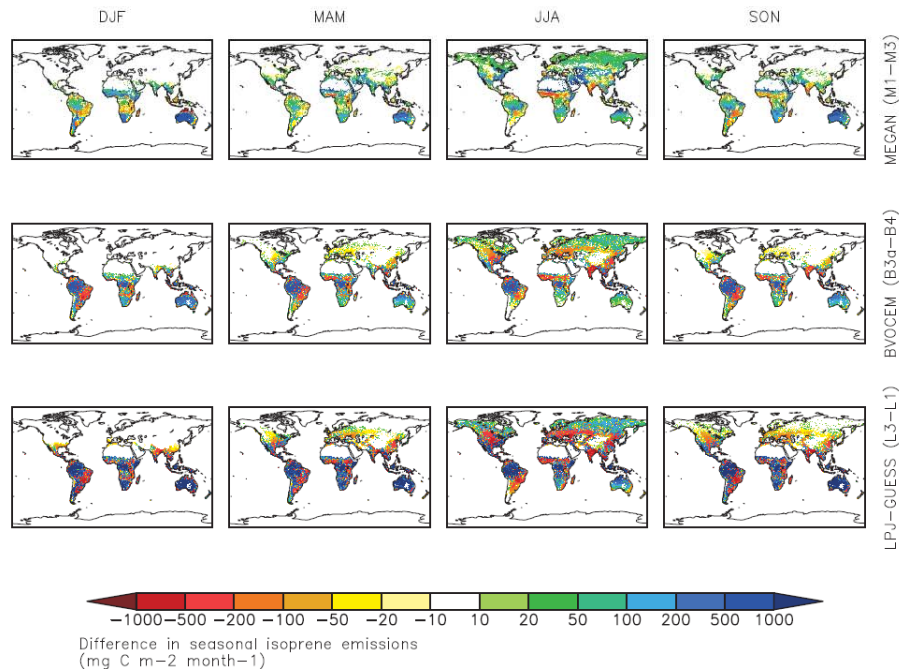 DJF MAM JJA SON
MEGAN (M1-M3)
BVOCEM (B3a-B4)
LPJ-GUESS (L3-L1)
-1000 -500 -200 -100 -50 -20 -10 10 20 50 100 200 500 1000
Difference in seasonal isoprene emissions
(mg C m-2 month-1)